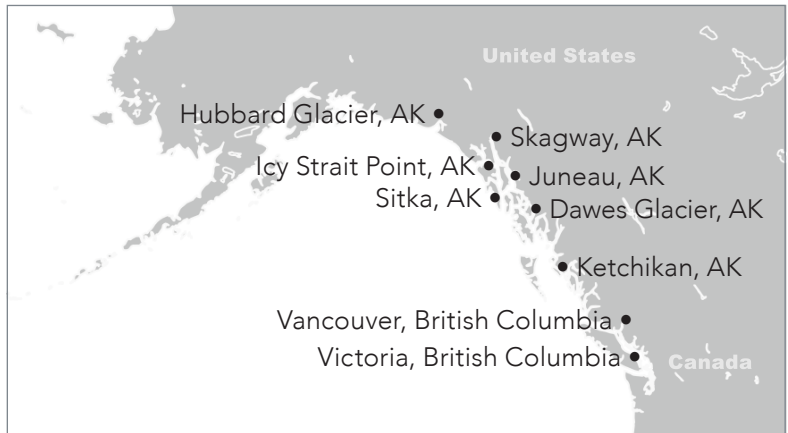 United States
Hubbard Glacier, AK
Skagway, AK
Icy Strait Point, AK
Juneau, AK
Sitka, AK
Dawes Glacier, AK
Ketchikan, AK
Vancouver, British Columbia
Victoria, British Columbia
Canada